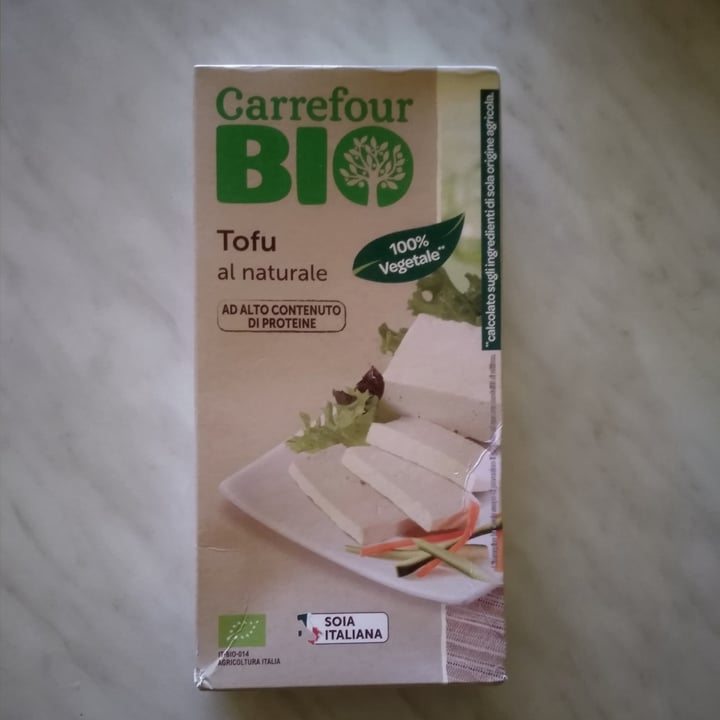 Carrefour
BIO
Tofu
al naturale
100%
Vegetale**
AD ALTO CONTENUTO
DI PROTEINE
**calcolato sugli ingredienti di sola origine agricola.
SOIA
ITALIANA
IT-BIO-014
AGRICOLTURA ITALIA